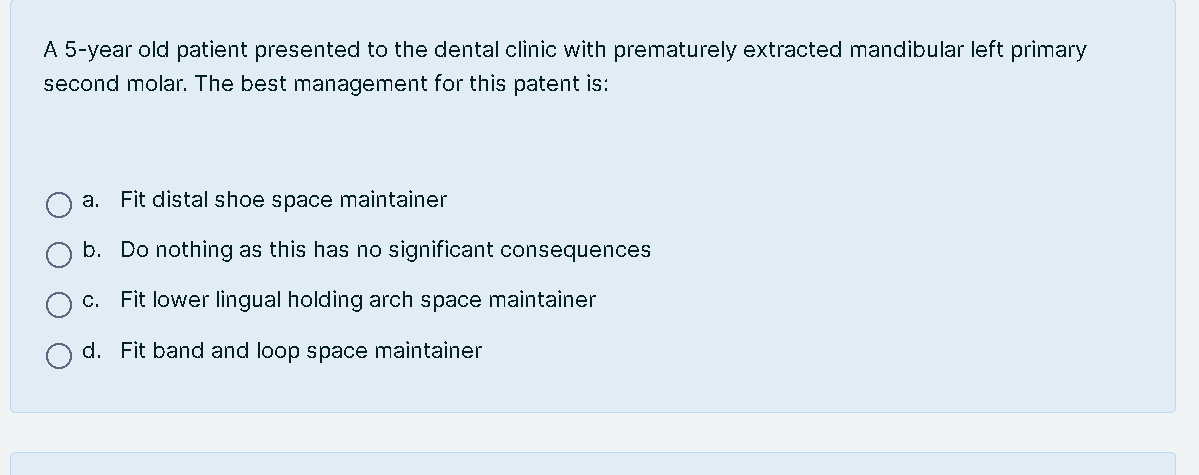 A 5-year old patient presented to the dental clinic with prematurely extracted mandibular left primary
second molar. The best management for this patent is:
a. Fit distal shoe space maintainer
b. Do nothing as this has no significant consequences
c. Fit lower lingual holding arch space maintainer
d. Fit band and loop space maintainer